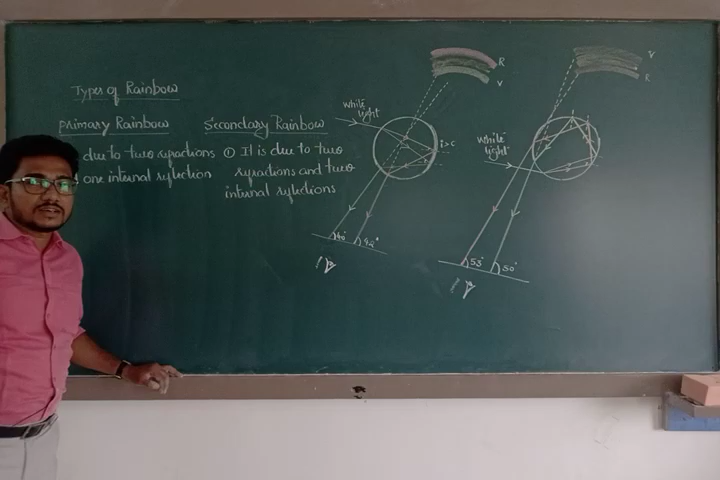 Types of Rainbow
Primary Rainbow
due to two refractions
one internal reflection
Secondary Rainbow
① It is due to two
refractions and two
internal reflections
white
light
i>c
R
V
40°
42°
white
light
V
R
53°
50°